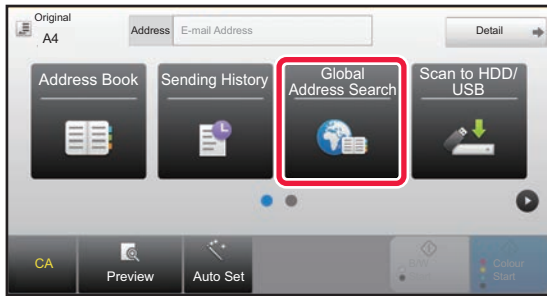 Original
A4
Address
E-mail Address
Detail
Address Book
Sending History
Global
Address Search
Scan to HDD/
USB
CA
Preview
Auto Set
B/W
Start
Colour
Start